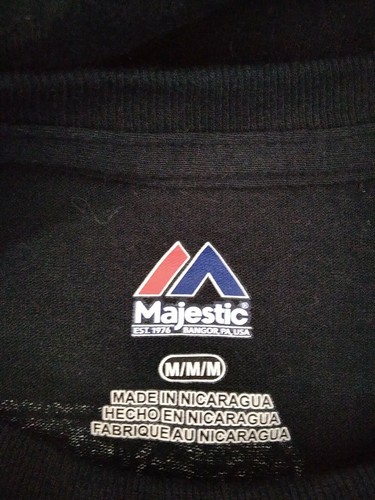 Majestic
EST. 1976 BANGOR, PA, USA
M/M/M
MADE IN NICARAGUA
HECHO EN NICARAGUA
FABRIQUE AU NICARAGUA